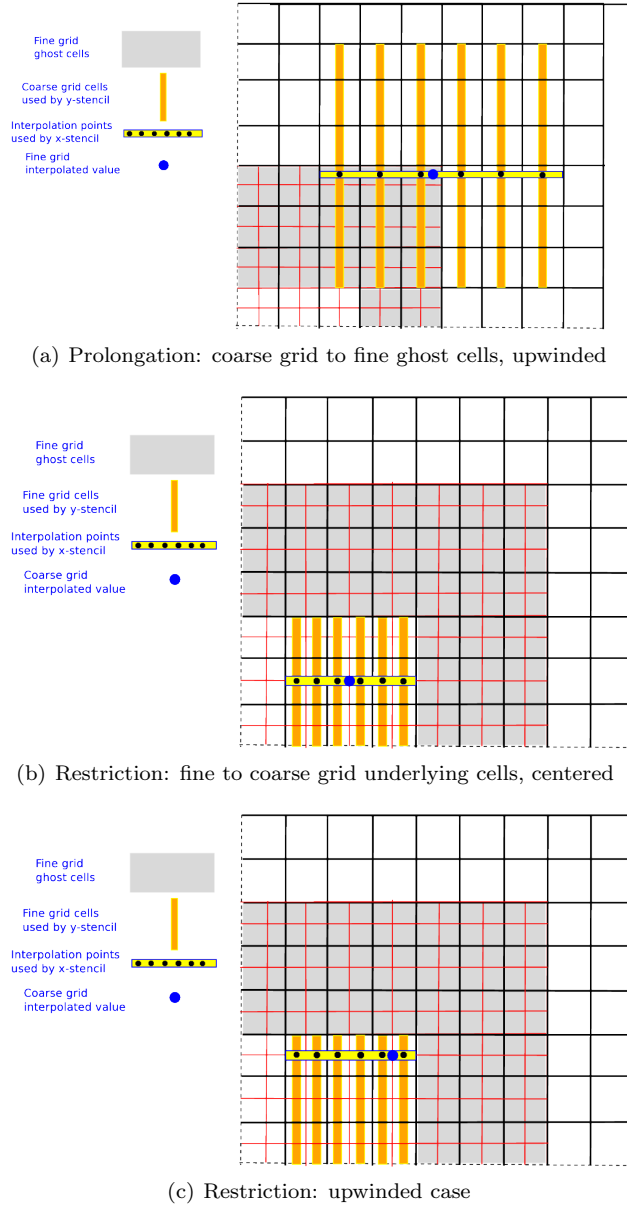 Fine grid
ghost cells
Coarse grid cells
used by y-stencil
Interpolation points
used by x-stencil
Fine grid
interpolated value
(a) Prolongation: coarse grid to fine ghost cells, upwinded
Fine grid
ghost cells
Fine grid cells
used by y-stencil
Interpolation points
used by x-stencil
Coarse grid
interpolated value
(b) Restriction: fine to coarse grid underlying cells, centered
Fine grid
ghost cells
Fine grid cells
used by y-stencil
Interpolation points
used by x-stencil
Coarse grid
interpolated value
(c) Restriction: upwinded case